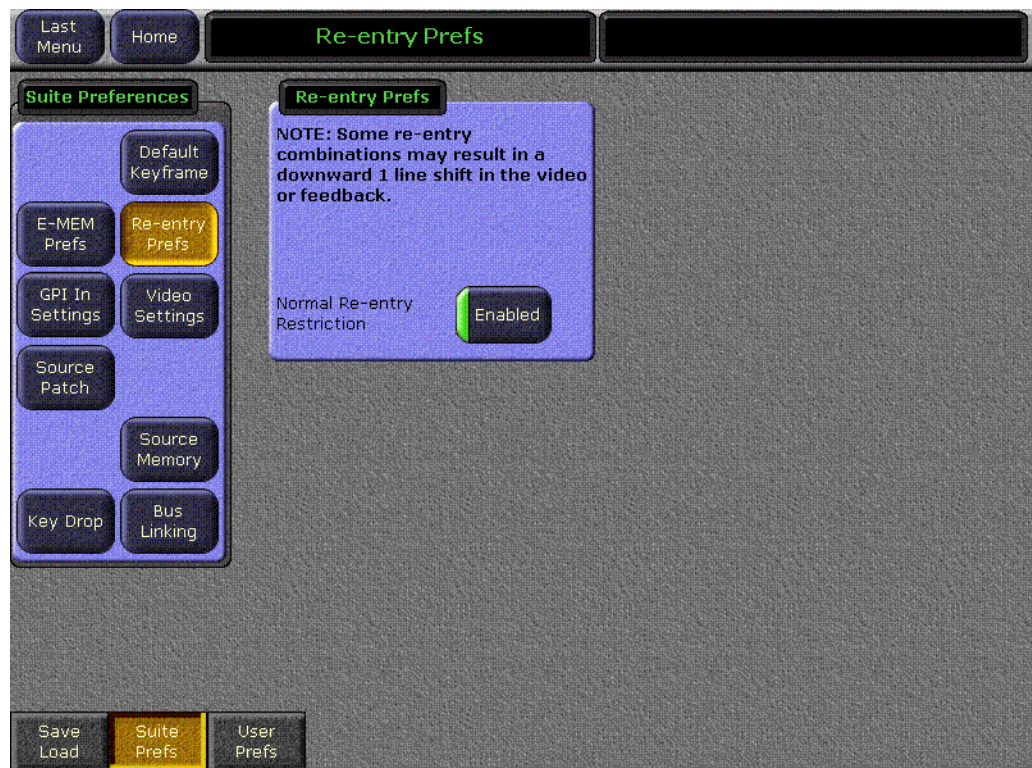 Last
Menu
Home
Re-entry Prefs
Suite Preferences
Default
Keyframe
E-MEM
Prefs
Re-entry
Prefs
GPI In
Settings
Video
Settings
Source
Patch
Source
Memory
Key Drop
Bus
Linking
Re-entry Prefs
NOTE: Some re-entry
combinations may result in a
downward 1 line shift in the video
or feedback.
Normal Re-entry
Restriction
Enabled
Save
Load
Suite
Prefs
User
Prefs